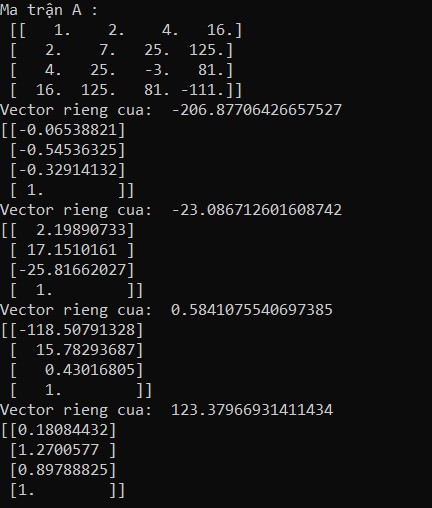 Ma trận A :
 [[   1.    2.    4.   16.]
 [   2.    7.   25.  125.]
 [   4.   25.   -3.   81.]
 [  16.  125.   81. -111.]]
Vector rieng cua:  -206.87706426657527
[[-0.06538821]
 [-0.54536325]
 [-0.32914132]
 [ 1.        ]]
Vector rieng cua:  -23.086712601608742
[[  2.19890733]
 [ 17.1510161 ]
 [-25.81662027]
 [  1.        ]]
Vector rieng cua:  0.5841075540697385
[[-118.50791328]
 [  15.78293687]
 [   0.43016805]
 [   1.        ]]
Vector rieng cua:  123.37966931411434
[[0.18084432]
 [1.2700577 ]
 [0.89788825]
 [1.        ]]